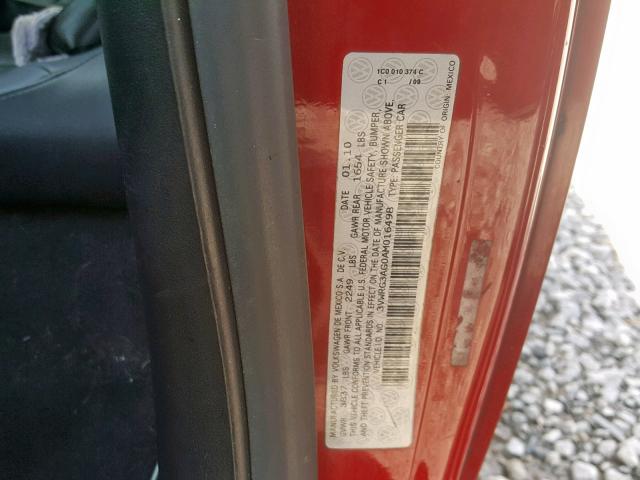 1C0 010 374 C
C1 /09
MANUFACTURED BY VOLKSWAGEN DE MEXICO S.A. DE C.V. DATE 01.10
GVWR 3837 LBS GAWR FRONT 2249 LBS GAWR REAR 1654 LBS
THIS VEHICLE CONFORMS TO ALL APPLICABLE U.S. FEDERAL MOTOR VEHICLE SAFETY, BUMPER,
AND THEFT PREVENTION STANDARDS IN EFFECT ON THE DATE OF MANUFACTURE SHOWN ABOVE.
VEHICLE I.D. NO. 3VWRG3AG0AM016498 TYPE: PASSENGER CAR
COUNTRY OF ORIGIN: MEXICO